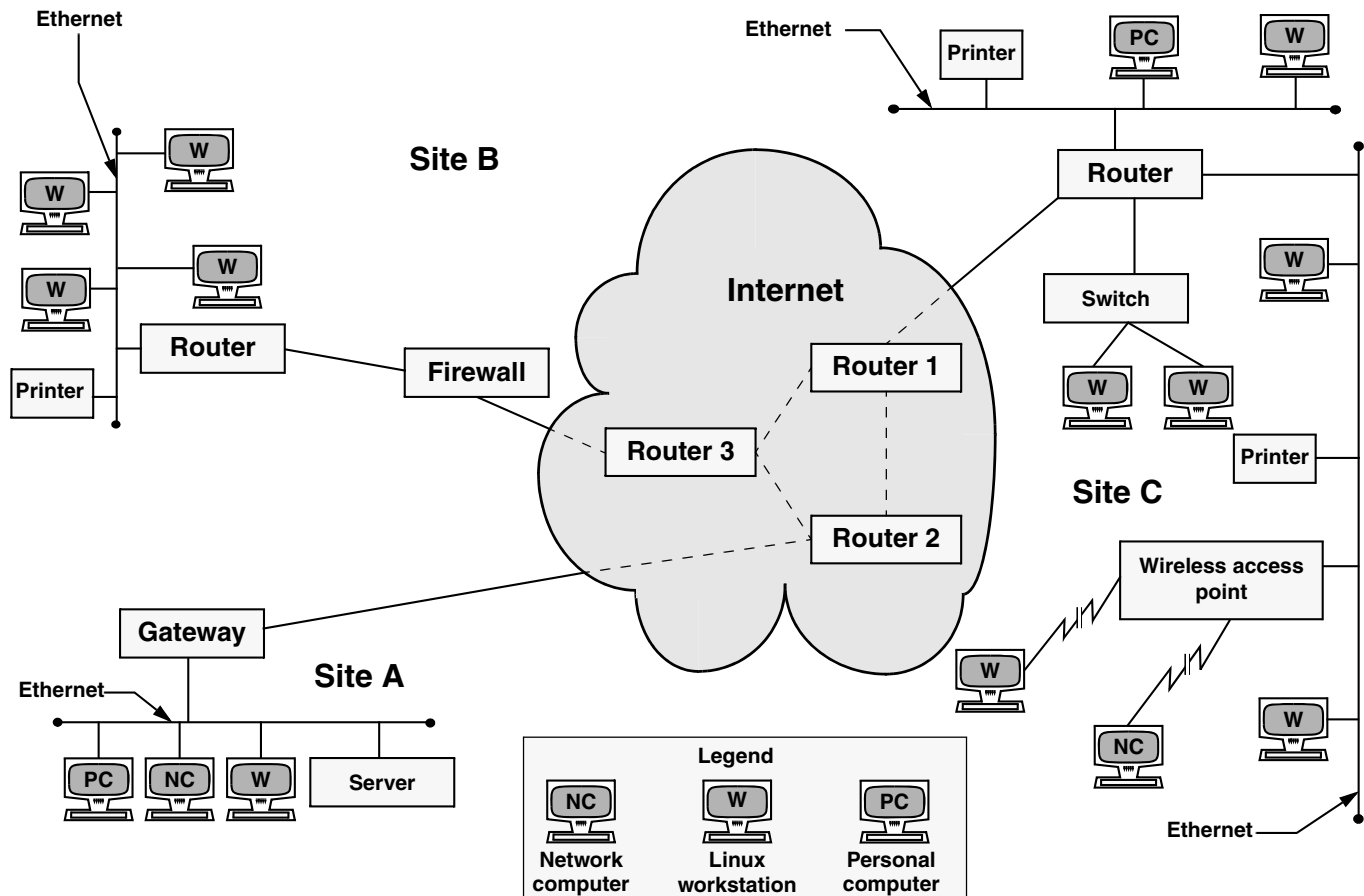 Ethernet
W
W
W
W
Router
Printer
Site B
Firewall
Internet
Router 1
Router 3
Router 2
Ethernet
Printer
PC
W
Router
Switch
W
W
W
Printer
Site C
Wireless access
point
W
NC
W
Ethernet
Gateway
Site A
Ethernet
PC
NC
W
Server
Legend
NC
W
PC
Network
computer
Linux
workstation
Personal
computer